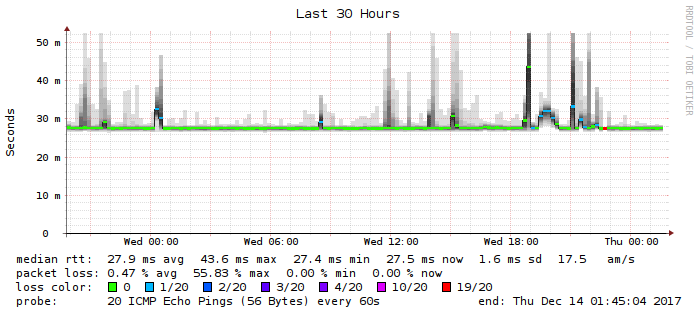 Last 30 Hours
RRDTOOL / TOBI OETIKER
Seconds
50 m
40 m
30 m
20 m
10 m
0
Wed 00:00 Wed 06:00 Wed 12:00 Wed 18:00 Thu 00:00
median rtt: 27.9 ms avg 43.6 ms max 27.4 ms min 27.5 ms now 1.6 ms sd 17.5 am/s
packet loss: 0.47 % avg 55.83 % max 0.00 % min 0.00 % now
loss color: 0 1/20 2/20 3/20 4/20 10/20 19/20
probe: 20 ICMP Echo Pings (56 Bytes) every 60s end: Thu Dec 14 01:45:04 2017